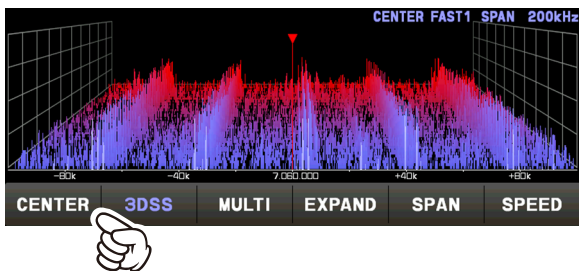 CENTER FAST1 SPAN 200kHz
-80k -40k 7.060.000 +40k +80k
CENTER 3DSS MULTI EXPAND SPAN SPEED